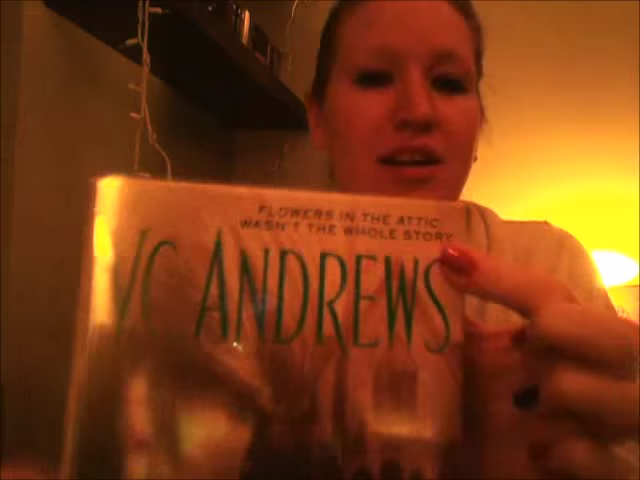 FLOWERS IN THE ATTIC
WASN'T THE WHOLE STORY
VC ANDREWS